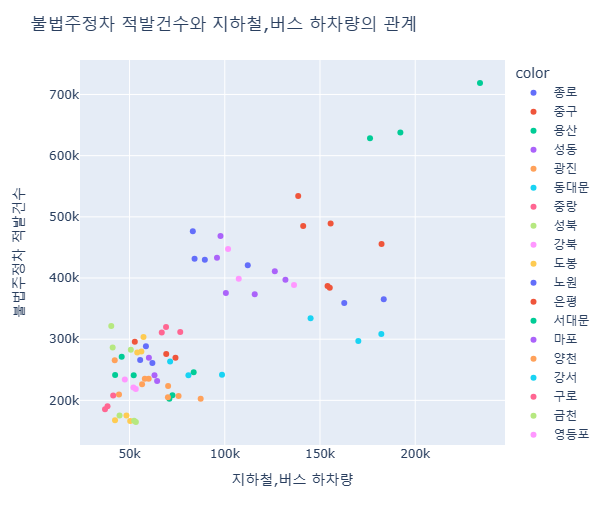 불법주정차 적발건수와 지하철,버스 하차량의 관계
color
종로
중구
용산
성동
광진
동대문
중랑
성북
강북
도봉
노원
은평
서대문
마포
양천
강서
구로
금천
영등포
불법주정차 적발건수
700k
600k
500k
400k
300k
200k
50k
100k
150k
200k
지하철,버스 하차량